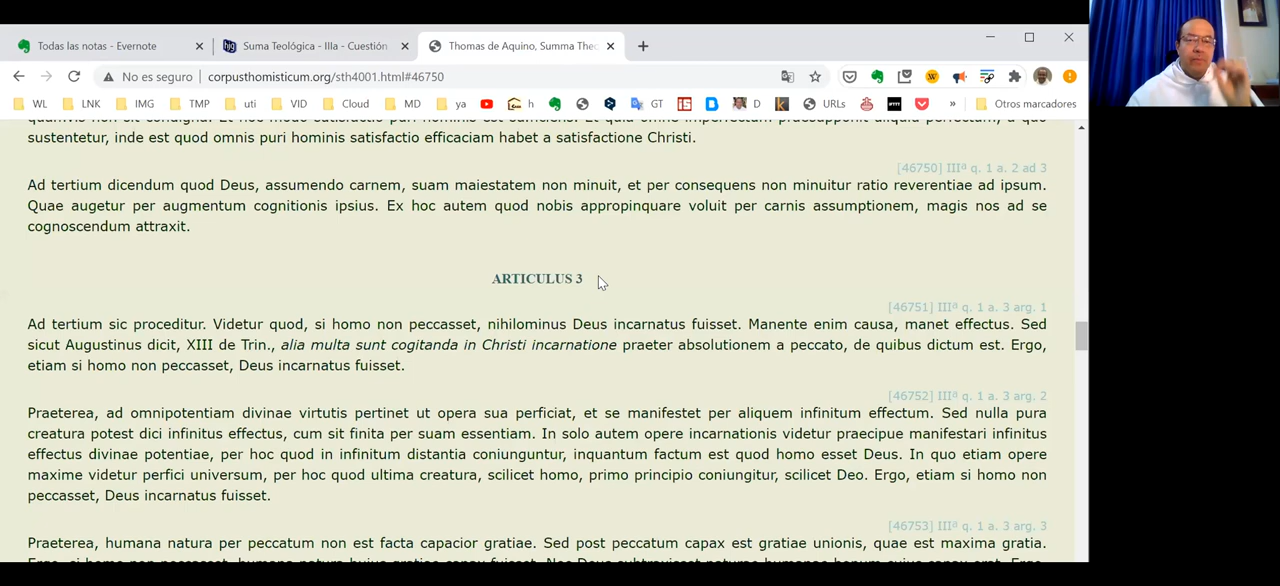 Todas las notas - Evernote
Suma Teológica - IIIa - Cuestión
Thomas de Aquino, Summa Theo
No es seguro | corpusthomisticum.org/sth4001.html#46750
WL LNK IMG TMP uti VID Cloud MD ya h GT D URLs » Otros marcadores
sustentetur, inde est quod omnis puri hominis satisfactio efficaciam habet a satisfactione Christi.
[46750] IIIª q. 1 a. 2 ad 3
Ad tertium dicendum quod Deus, assumendo carnem, suam maiestatem non minuit, et per consequens non minuitur ratio reverentiae ad ipsum.
Quae augetur per augmentum cognitionis ipsius. Ex hoc autem quod nobis appropinquare voluit per carnis assumptionem, magis nos ad se
cognoscendum attraxit.
ARTICULUS 3
[46751] IIIª q. 1 a. 3 arg. 1
Ad tertium sic proceditur. Videtur quod, si homo non peccasset, nihilominus Deus incarnatus fuisset. Manente enim causa, manet effectus. Sed
sicut Augustinus dicit, XIII de Trin., alia multa sunt cogitanda in Christi incarnatione praeter absolutionem a peccato, de quibus dictum est. Ergo,
etiam si homo non peccasset, Deus incarnatus fuisset.
[46752] IIIª q. 1 a. 3 arg. 2
Praeterea, ad omnipotentiam divinae virtutis pertinet ut opera sua perficiat, et se manifestet per aliquem infinitum effectum. Sed nulla pura
creatura potest dici infinitus effectus, cum sit finita per suam essentiam. In solo autem opere incarnationis videtur praecipue manifestari infinitus
effectus divinae potentiae, per hoc quod in infinitum distantia coniunguntur, inquantum factum est quod homo esset Deus. In quo etiam opere
maxime videtur perfici universum, per hoc quod ultima creatura, scilicet homo, primo principio coniungitur, scilicet Deo. Ergo, etiam si homo non
peccasset, Deus incarnatus fuisset.
[46753] IIIª q. 1 a. 3 arg. 3
Praeterea, humana natura per peccatum non est facta capacior gratiae. Sed post peccatum capax est gratiae unionis, quae est maxima gratia.